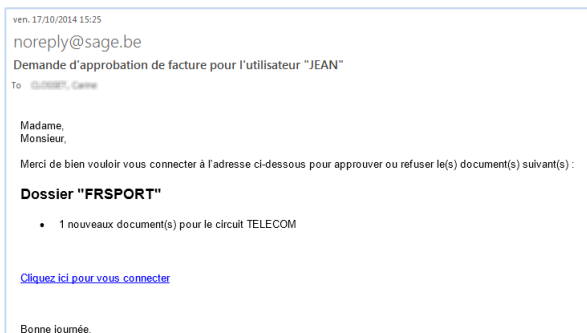 ven. 17/10/2014 15:25
noreply@sage.be
Demande d'approbation de facture pour l'utilisateur "JEAN"
To
Madame,
Monsieur,
Merci de bien vouloir vous connecter à l'adresse ci-dessous pour approuver ou refuser le(s) document(s) suivant(s) :
Dossier "FRSPORT"
• 1 nouveaux document(s) pour le circuit TELECOM
Cliquez ici pour vous connecter
Bonne journée.